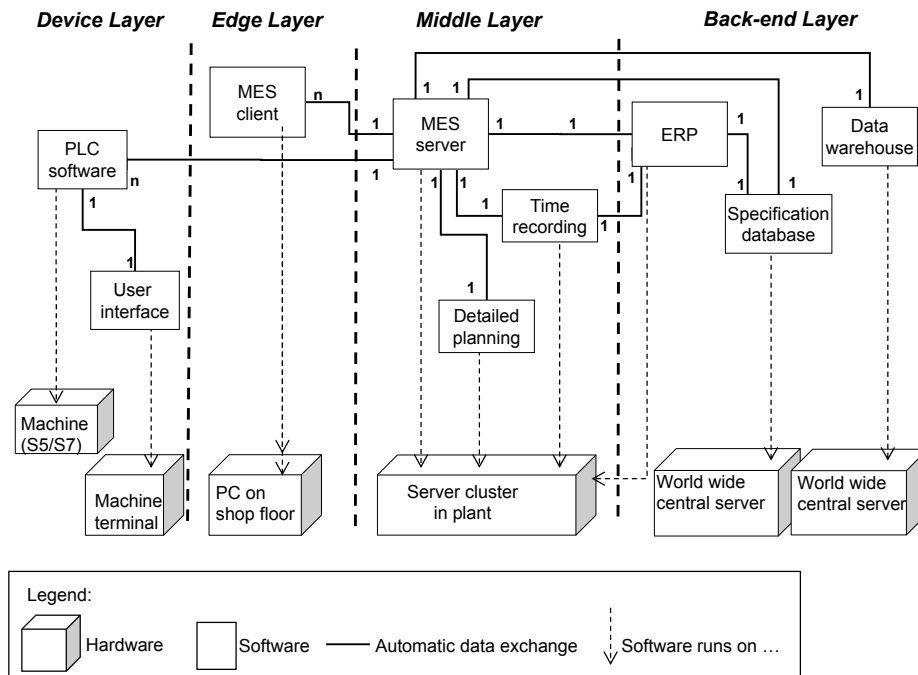 Device Layer
Edge Layer
Middle Layer
Back-end Layer
MES
client
n
1
1
1
MES
server
1
1
1
1
1
1
1
ERP
1
1
Data
warehouse
PLC
software
n
1
1
User
interface
1
1
Time
recording
1
1
1
1
Specification
database
1
Detailed
planning
Machine
(S5/S7)
Machine
terminal
PC on
shop floor
Server cluster
in plant
World wide
central server
World wide
central server
Legend:
Hardware
Software
Automatic data exchange
Software runs on …